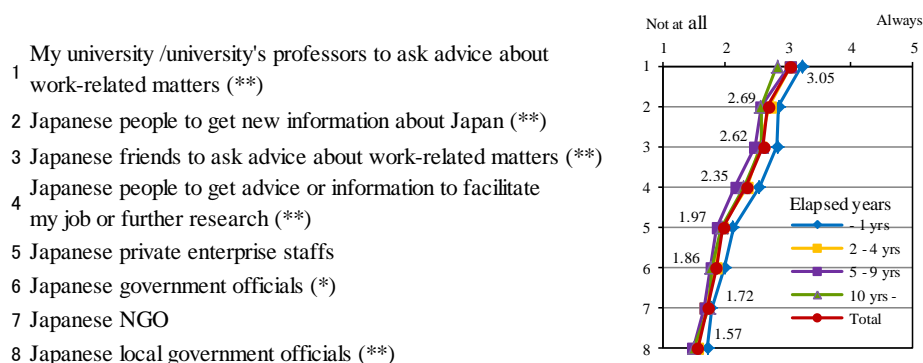 Not at all Always
1 2 3 4 5
1 My university /university's professors to ask advice about
work-related matters (**)
2 Japanese people to get new information about Japan (**)
3 Japanese friends to ask advice about work-related matters (**)
4 Japanese people to get advice or information to facilitate
my job or further research (**)
5 Japanese private enterprise staffs
6 Japanese government officials (*)
7 Japanese NGO
8 Japanese local government officials (**)
1
2
3
4
5
6
7
8
3.05
2.69
2.62
2.35
1.97
1.86
1.72
1.57
Elapsed years
- 1 yrs
2 - 4 yrs
5 - 9 yrs
10 yrs -
Total